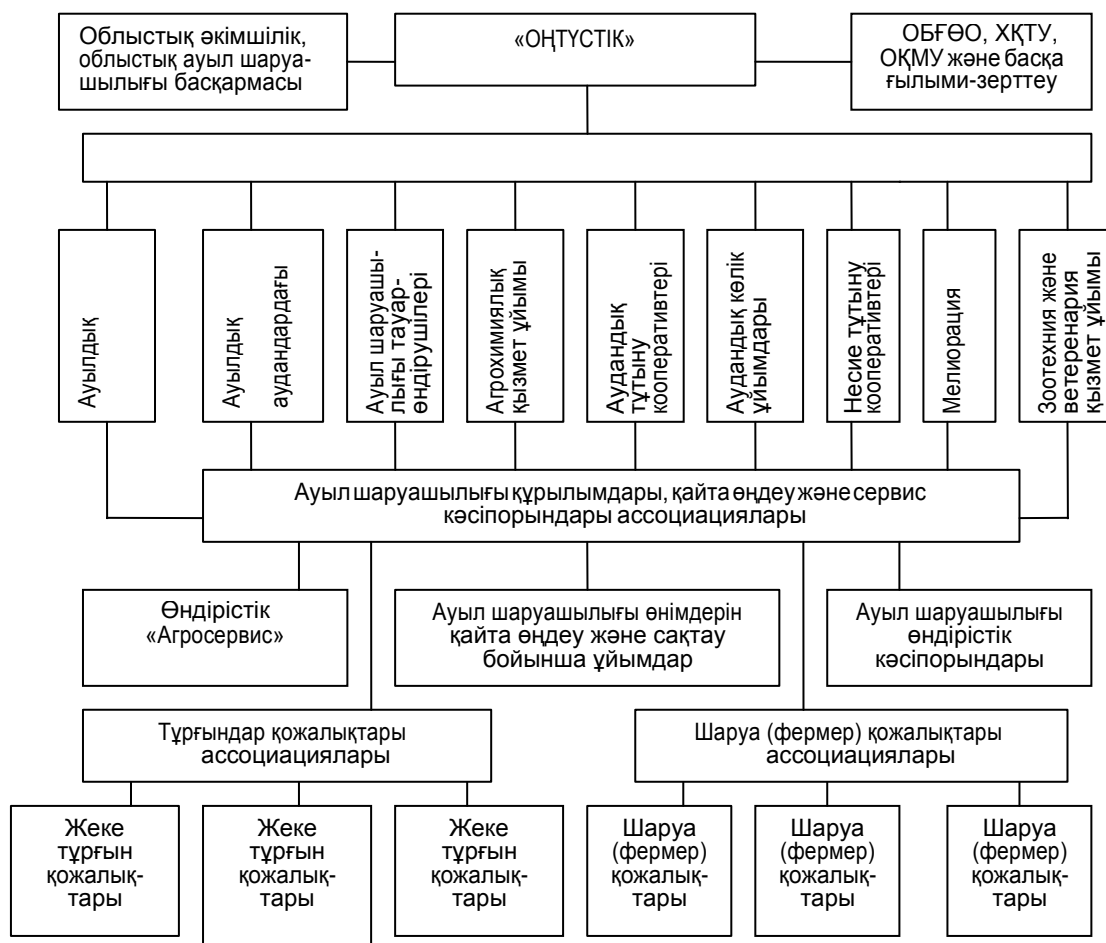 Облыстық әкімшілік,
облыстық ауыл шаруа-
шылығы басқармасы
«ОҢТҮСТІК»
ОБҒӨО, ХҚТУ,
ОҚМУ және басқа
ғылыми-зерттеу
Ауылдық
Ауылдық
аудандардағы
Ауыл шаруашы-
лығы тауар-
өндірушілері
Агрохимиялық
қызмет ұйымы
Аудандық
тұтыну
кооперативтері
Аудандық көлік
ұйымдары
Несие тұтыну
кооперативтері
Мелиорация
Зоотехния және
ветеренария
қызмет ұйымы
Ауыл шаруашылығы құрылымдары, қайта өңдеу және сервис
кәсіпорындары ассоциациялары
Өндірістік
«Агросервис»
Ауыл шаруашылығы өнімдерін
қайта өңдеу және сақтау
бойынша ұйымдар
Ауыл шаруашылығы
өндірістік
кәсіпорындары
Тұрғындар қожалықтары
ассоциациялары
Шаруа (фермер) қожалықтары
ассоциациялары
Жеке
тұрғын
қожалық-
тары
Жеке
тұрғын
қожалық-
тары
Жеке
тұрғын
қожалық-
тары
Шаруа
(фермер)
қожалық-
тары
Шаруа
(фермер)
қожалық-
тары
Шаруа
(фермер)
қожалық-
тары